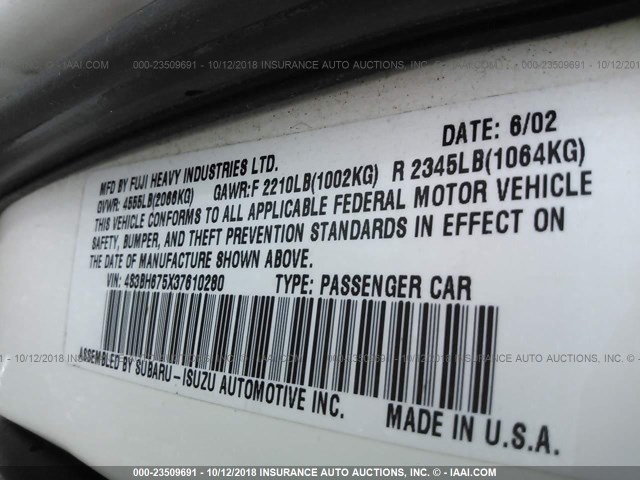 000-23509691 - 10/12/2018 INSURANCE AUTO AUCTIONS, INC. - © IAAI.COM
DATE: 6/02
MFD BY FUJI HEAVY INDUSTRIES LTD.
GVWR: 4555LB(2066KG) GAWR:F 2210LB(1002KG) R 2345LB(1064KG)
THIS VEHICLE CONFORMS TO ALL APPLICABLE FEDERAL MOTOR VEHICLE
SAFETY, BUMPER, AND THEFT PREVENTION STANDARDS IN EFFECT ON
THE DATE OF MANUFACTURE SHOWN ABOVE.
VIN: 4S3BH675X37610280 TYPE: PASSENGER CAR
ASSEMBLED BY SUBARU-ISUZU AUTOMOTIVE INC.
MADE IN U.S.A.
000-23509691 - 10/12/2018 INSURANCE AUTO AUCTIONS, INC. - © IAAI.COM